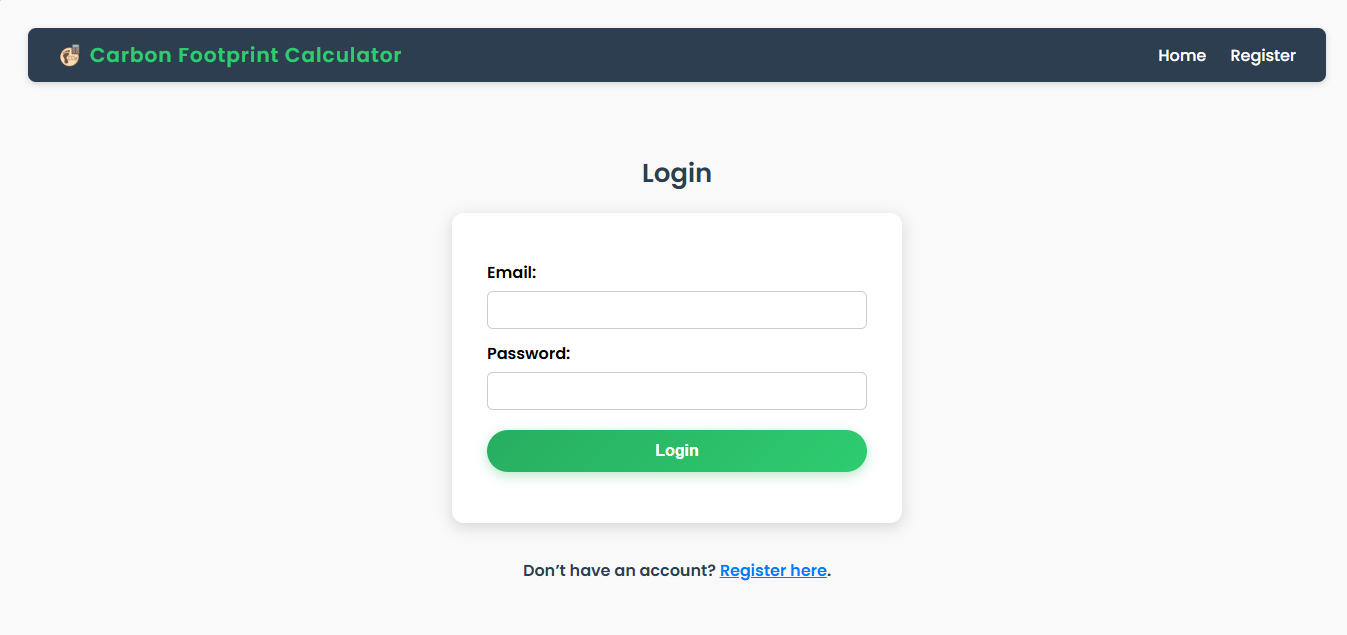 Carbon Footprint Calculator Home Register
Login
Email:
Password:
Login
Don’t have an account? Register here.